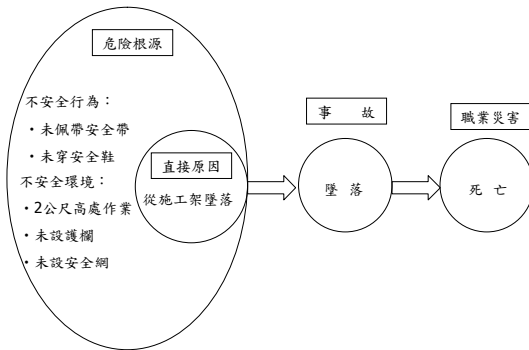 危險根源
不安全行為：
・未佩帶安全帶
・未穿安全鞋
不安全環境：
・2公尺高處作業
・未設護欄
・未設安全網
直接原因
從施工架墜落
事 故
墜 落
職業災害
死 亡